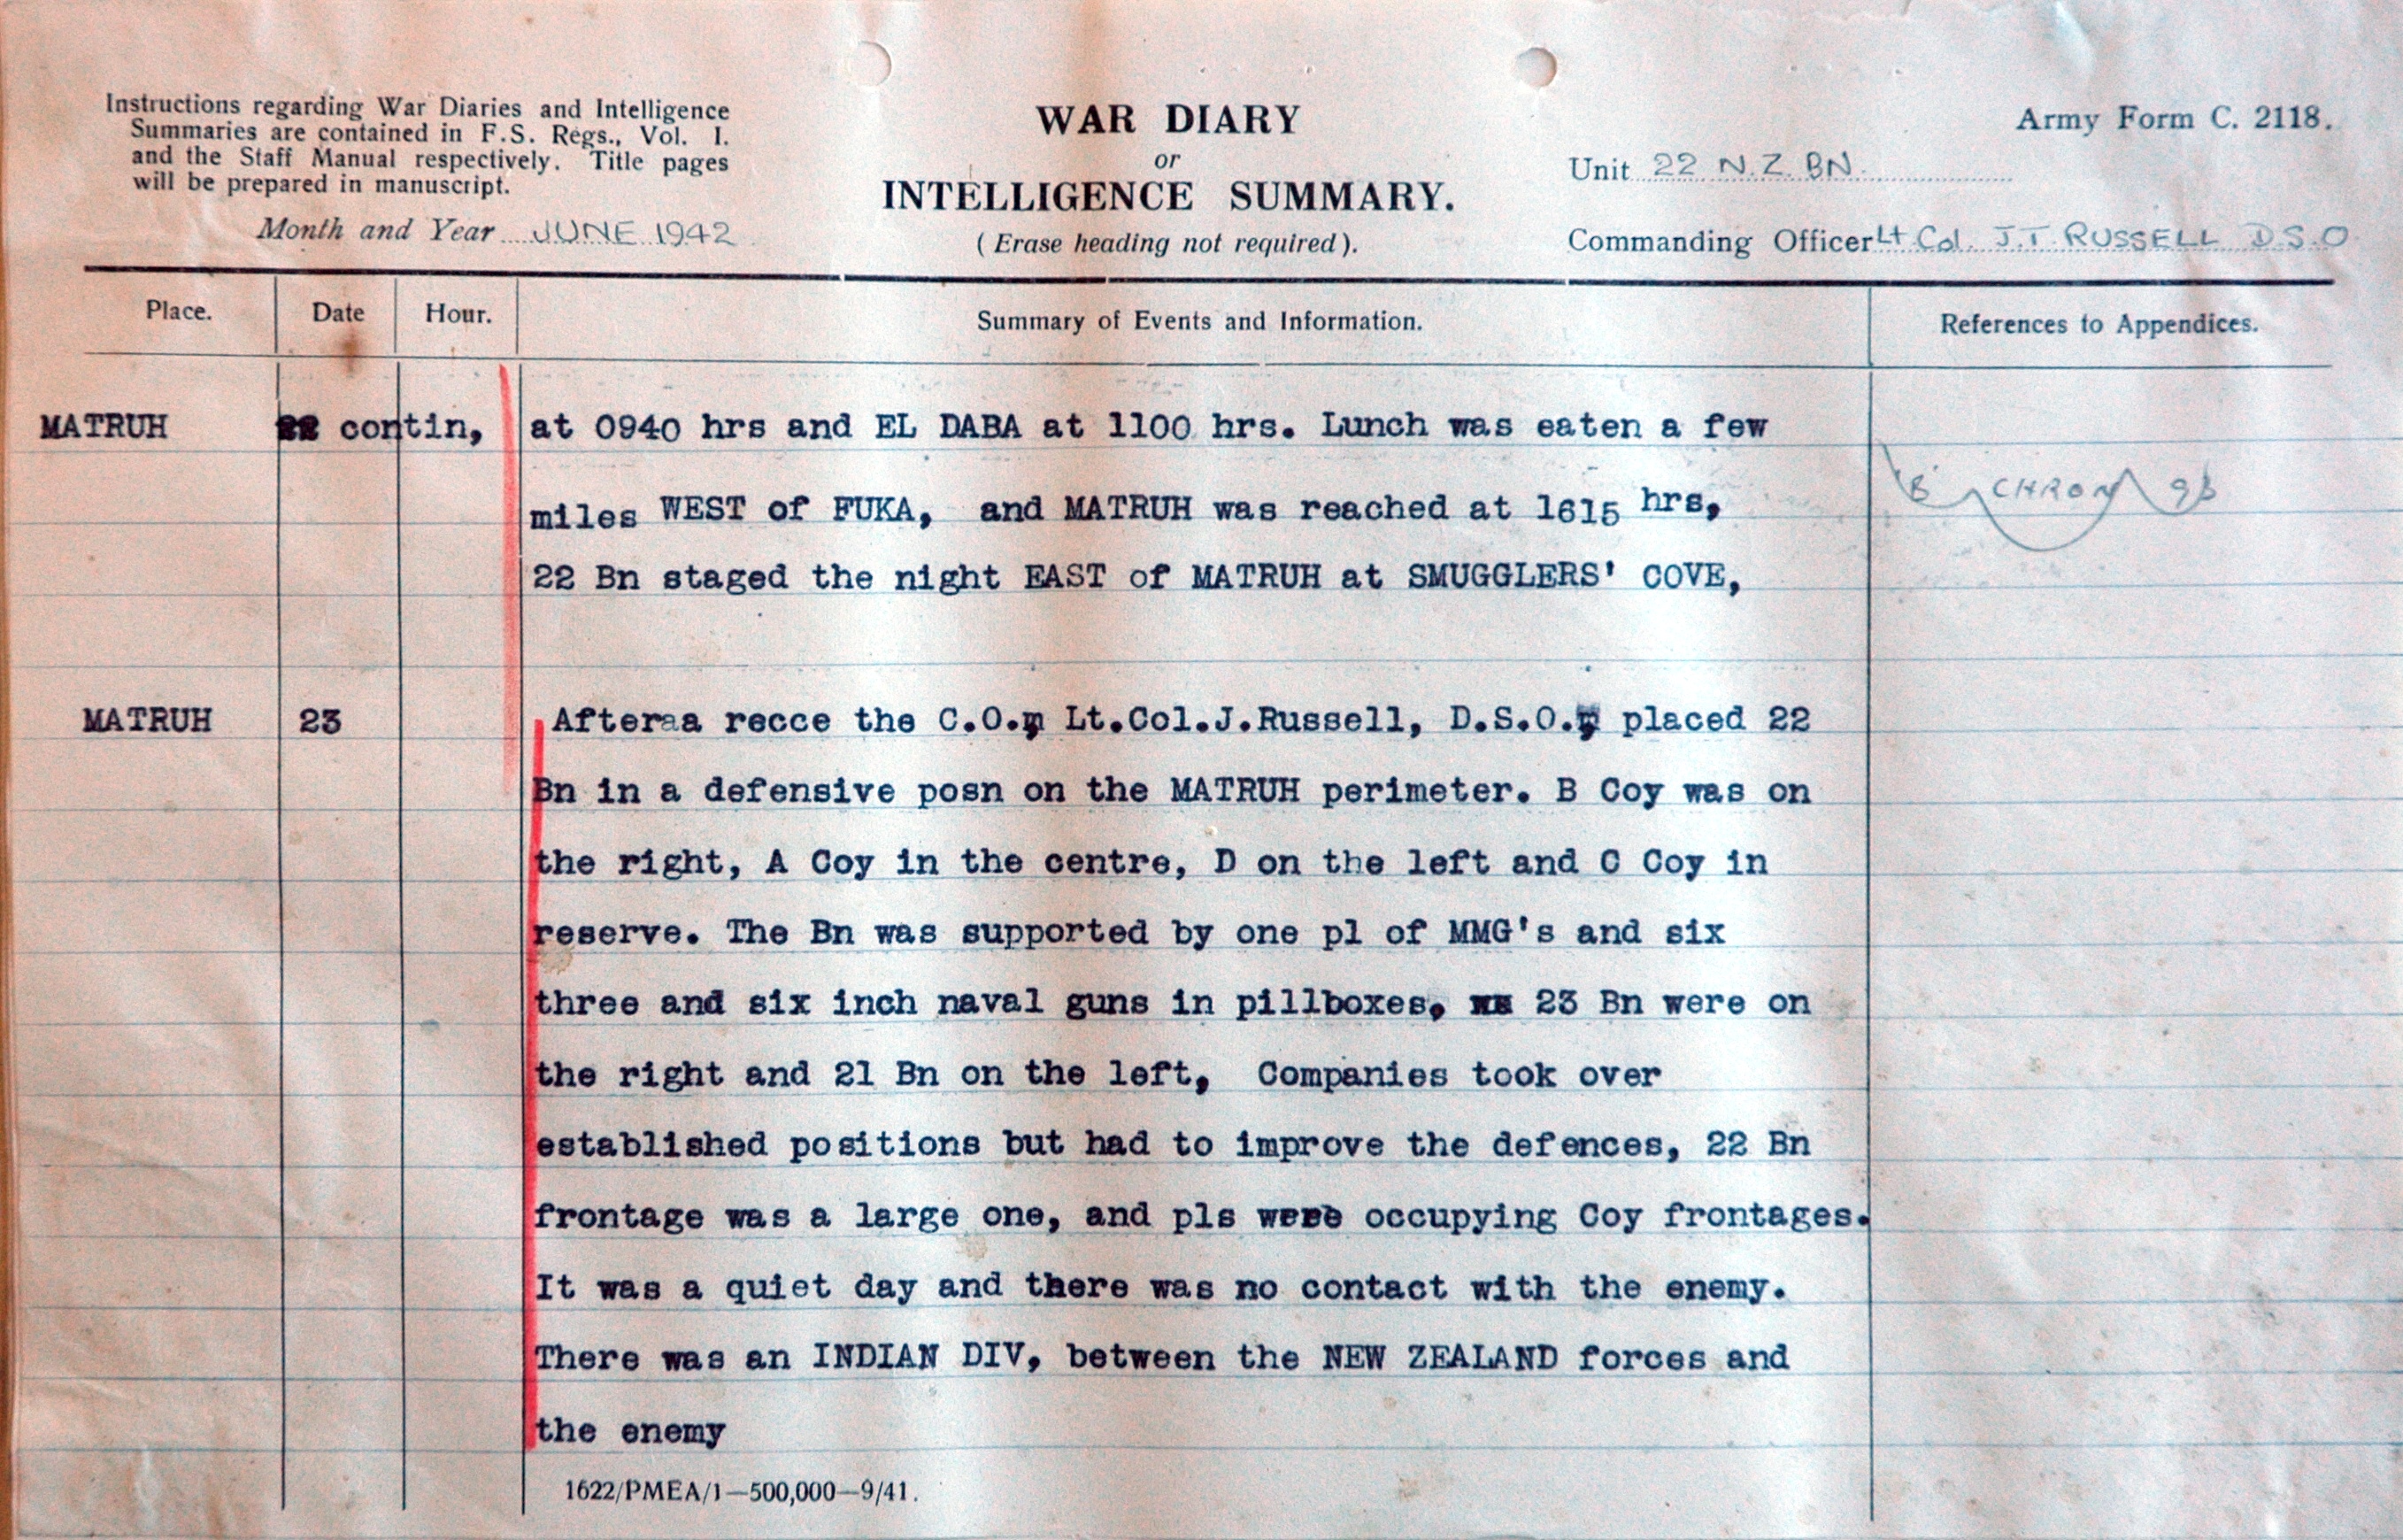 Instructions regarding War Diaries and Intelligence
Summaries are contained in F.S. Regs., Vol. I.
and the Staff Manual respectively. Title pages
will be prepared in manuscript.
Month and Year JUNE 1942
WAR DIARY
or
INTELLIGENCE SUMMARY.
(Erase heading not required).
Army Form C. 2118.
Unit 22 N.Z. BN.
Commanding Officer Lt Col. J.T. RUSSELL D.S.O
Place. Date Hour. Summary of Events and Information. References to Appendices.
MATRUH 22 contin, at 0940 hrs and EL DABA at 1100 hrs. Lunch was eaten a few
miles WEST of FUKA, and MATRUH was reached at 1615 hrs,
CHRON
22 Bn staged the night EAST of MATRUH at SMUGGLERS' COVE,
MATRUH 23 Afteraa recce the C.O. Lt.Col.J.Russell, D.S.O. placed 22
Bn in a defensive posn on the MATRUH perimeter. B Coy was on
the right, A Coy in the centre, D on the left and C Coy in
reserve. The Bn was supported by one pl of MMG's and six
three and six inch naval guns in pillboxes. 23 Bn were on
the right and 21 Bn on the left, Companies took over
established positions but had to improve the defences, 22 Bn
frontage was a large one, and pls were occupying Coy frontages.
It was a quiet day and there was no contact with the enemy.
There was an INDIAN DIV, between the NEW ZEALAND forces and
the enemy
1622/PMEA/1—500,000—9/41.